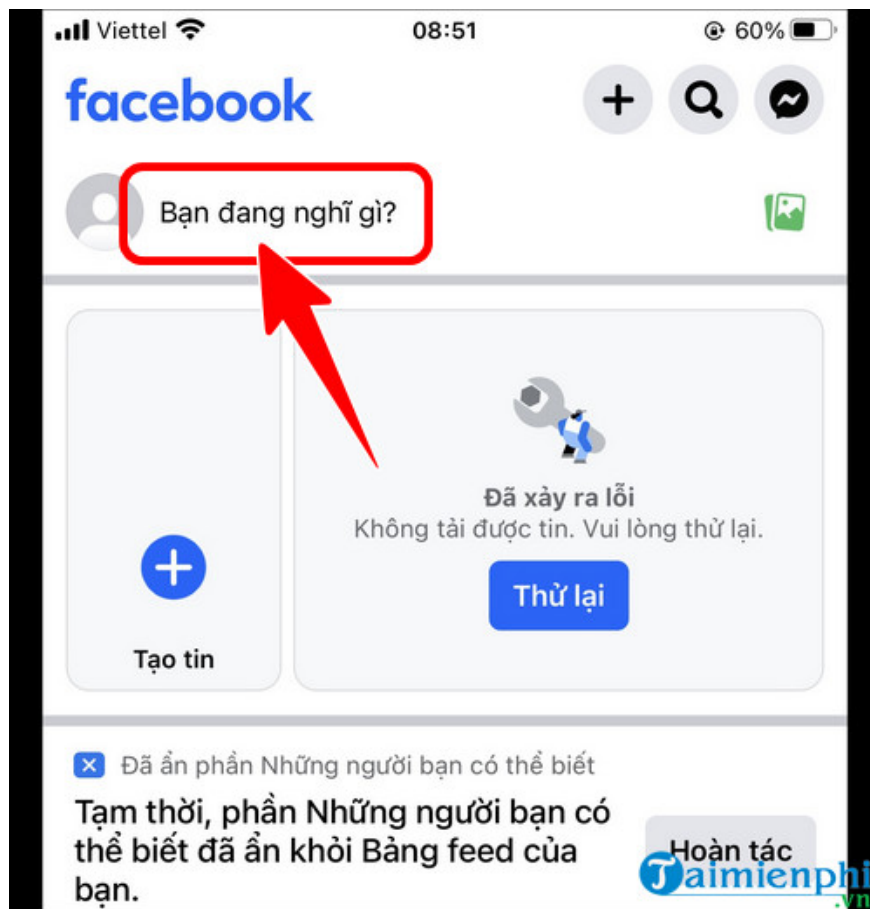 Viettel 08:51 60%
facebook
Bạn đang nghĩ gì?
Đã xảy ra lỗi
Không tải được tin. Vui lòng thử lại.
Thử lại
Tạo tin
Đã ẩn phần Những người bạn có thể biết
Tạm thời, phần Những người bạn có
thể biết đã ẩn khỏi Bảng feed của
bạn.
Hoàn tác
Taimienphi
.vn